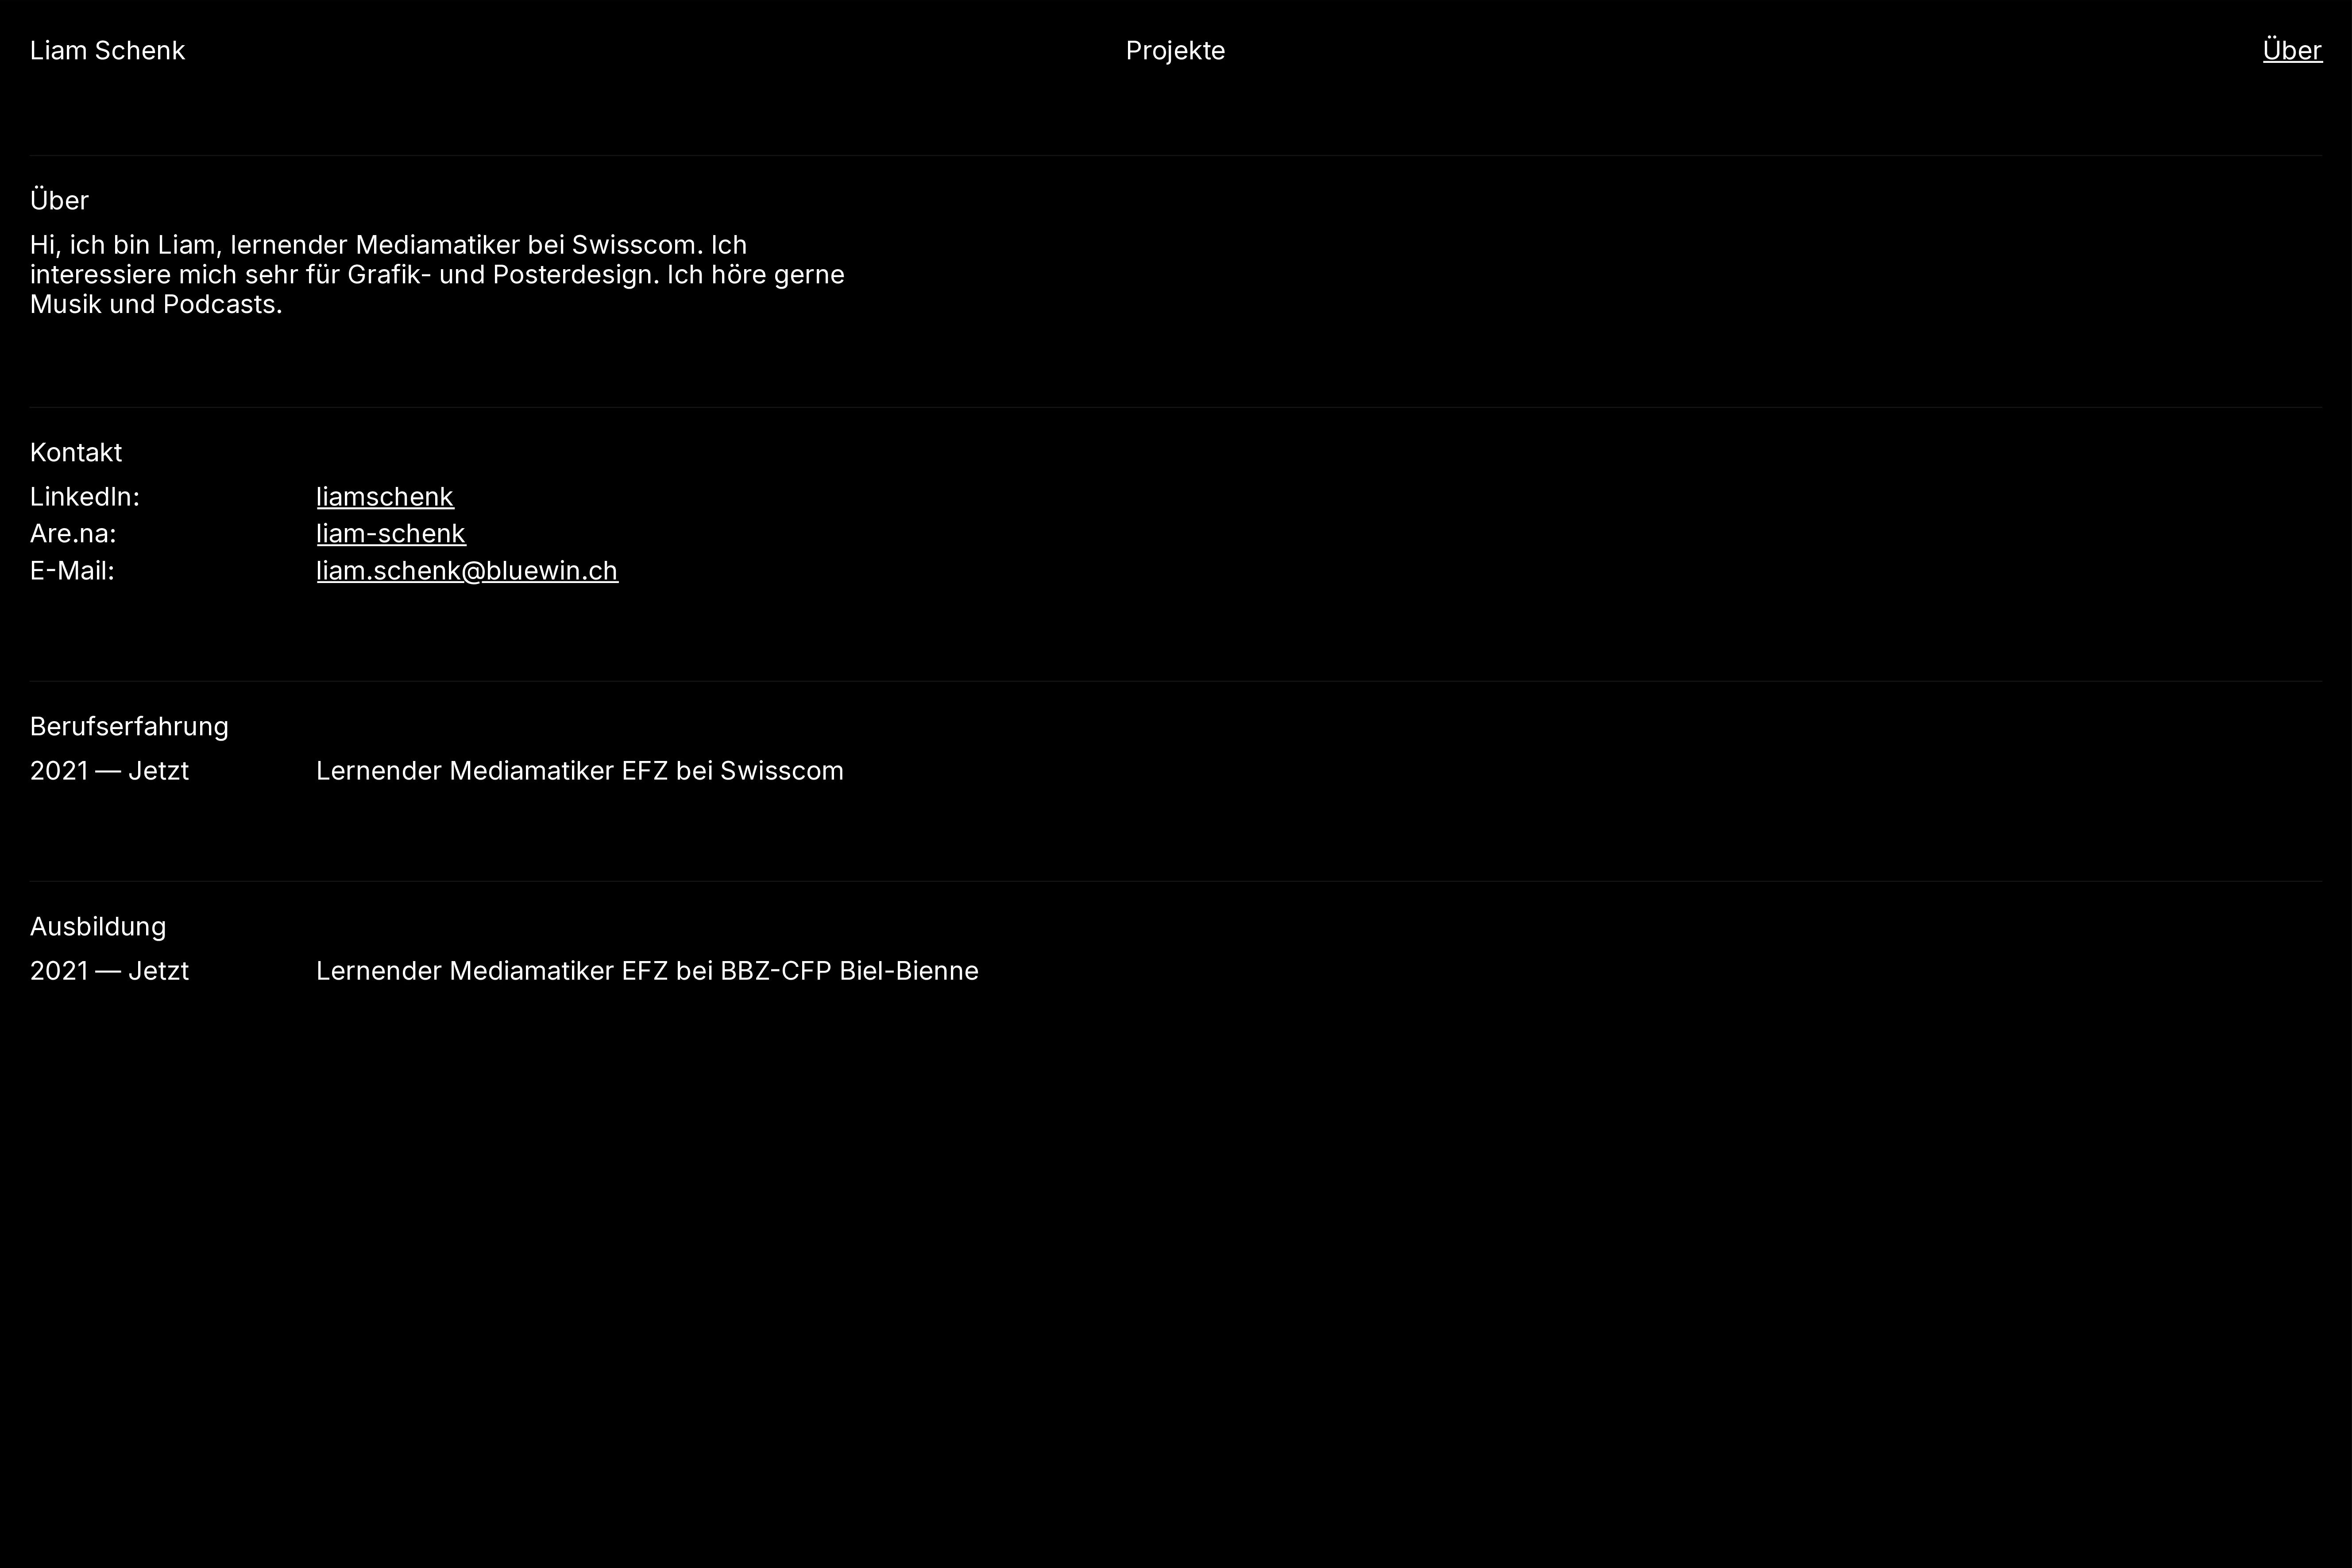 Liam Schenk
Projekte
Über
Über
Hi, ich bin Liam, lernender Mediamatiker bei Swisscom. Ich
interessiere mich sehr für Grafik- und Posterdesign. Ich höre gerne
Musik und Podcasts.
Kontakt
LinkedIn: liamschenk
Are.na: liam-schenk
E-Mail: liam.schenk@bluewin.ch
Berufserfahrung
2021 — Jetzt Lernender Mediamatiker EFZ bei Swisscom
Ausbildung
2021 — Jetzt Lernender Mediamatiker EFZ bei BBZ-CFP Biel-Bienne